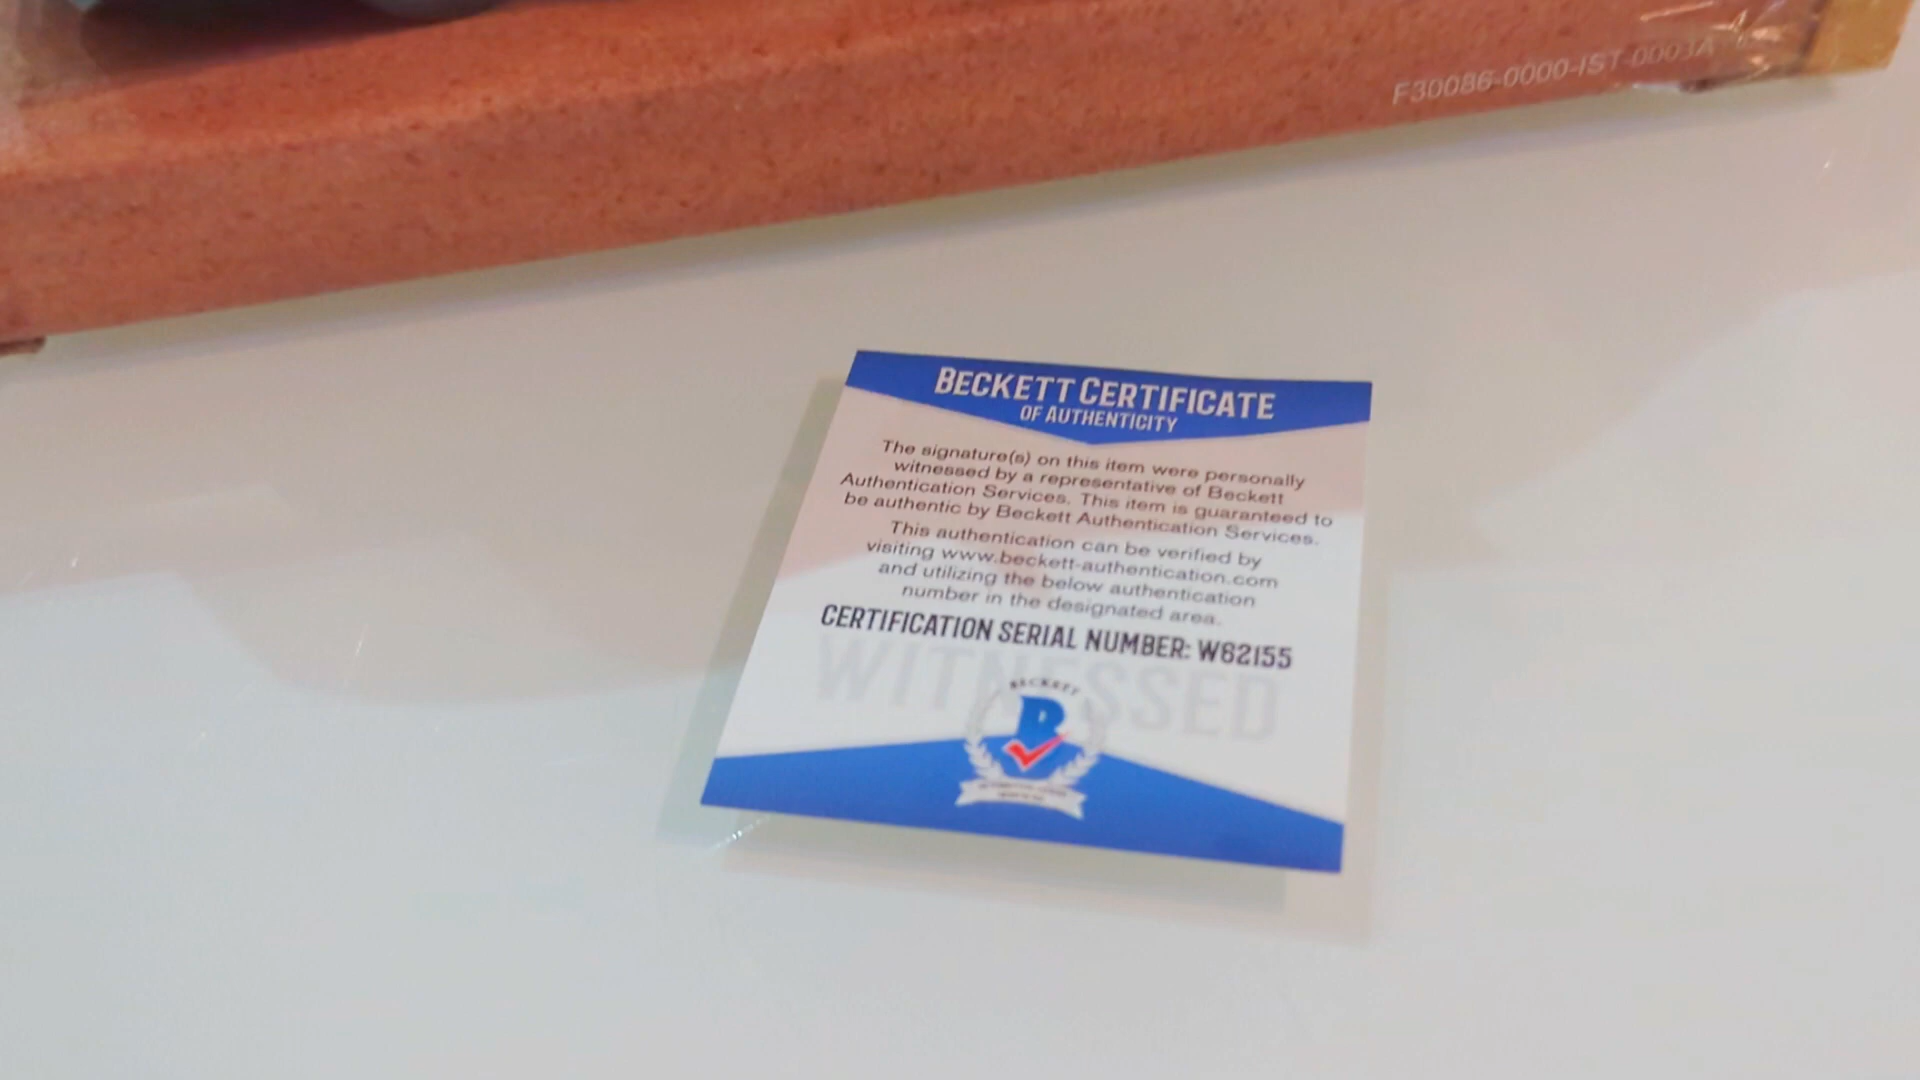 F30086-0000-IST-0003A
BECKETT CERTIFICATE
OF AUTHENTICITY
The signature(s) on this item were personally
witnessed by a representative of Beckett
Authentication Services. This item is guaranteed to
be authentic by Beckett Authentication Services.
This authentication can be verified by
visiting www.beckett-authentication.com
and utilizing the below authentication
number in the designated area.
CERTIFICATION SERIAL NUMBER: W62155
WITNESSED
BECKETT
B